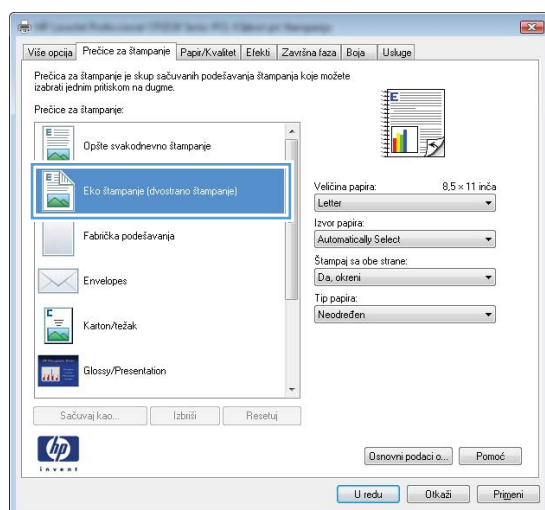 Više opcija Prečice za štampanje Papir/Kvalitet Efekti Završna faza Boja Usluge
Prečica za štampanje je skup sačuvanih podešavanja štampanja koje možete
izabrati jednim pritiskom na dugme.
Prečice za štampanje:
Opšte svakodnevno štampanje
Eko štampanje (dvostrano štampanje)
Fabrička podešavanja
Envelopes
Karton/težak
Glossy/Presentation
Sačuvaj kao... Izbriši Resetuj
Veličina papira: 8,5 × 11 inča
Letter
Izvor papira:
Automatically Select
Štampaj sa obe strane:
Da, okreni
Tip papira:
Neodređen
hp
invent
Osnovni podaci o... Pomoć
U redu Otkaži Primeni